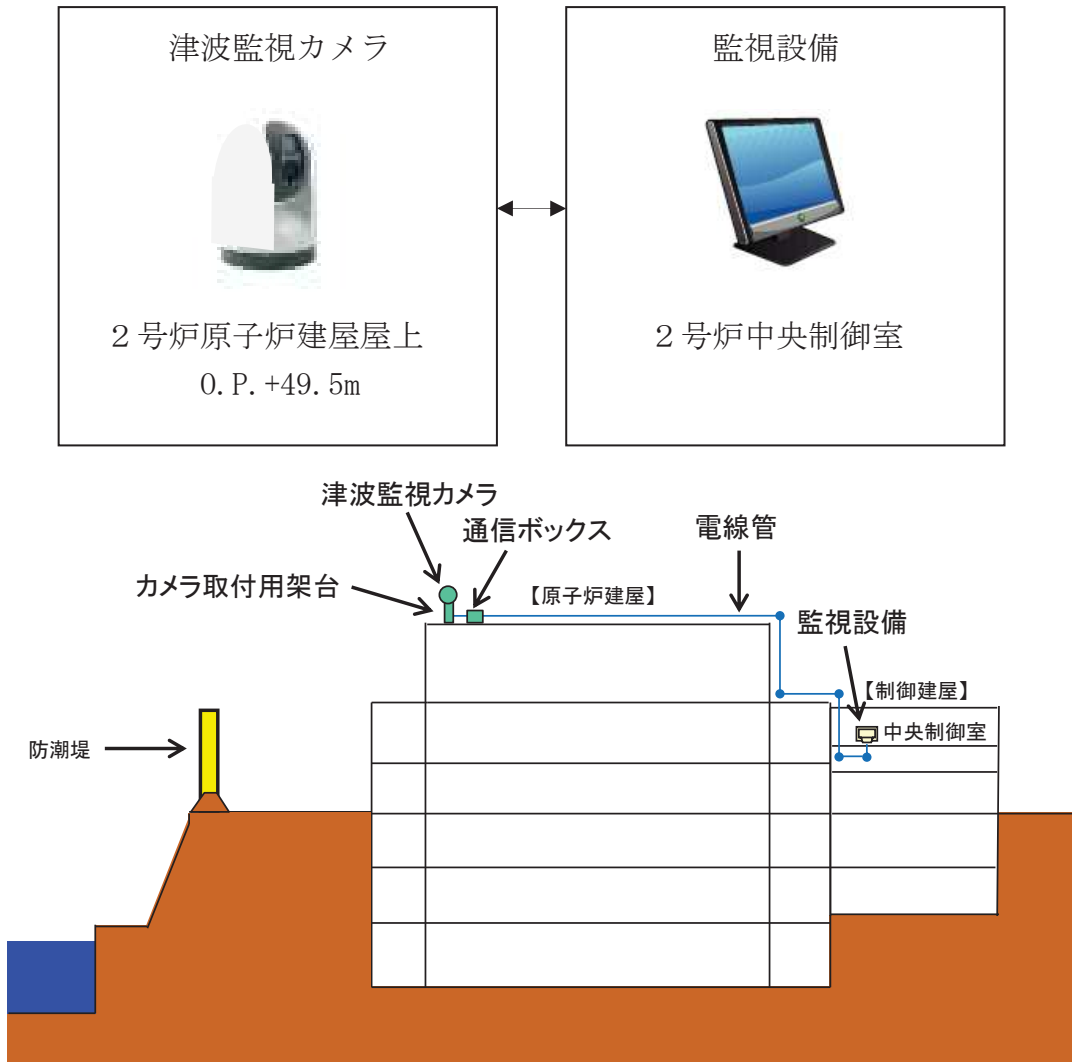 津波監視カメラ
監視設備
２号炉原子炉建屋屋上
O.P.+49.5m
２号炉中央制御室
津波監視カメラ
通信ボックス
電線管
カメラ取付用架台
【原子炉建屋】
監視設備
【制御建屋】
中央制御室
防潮堤